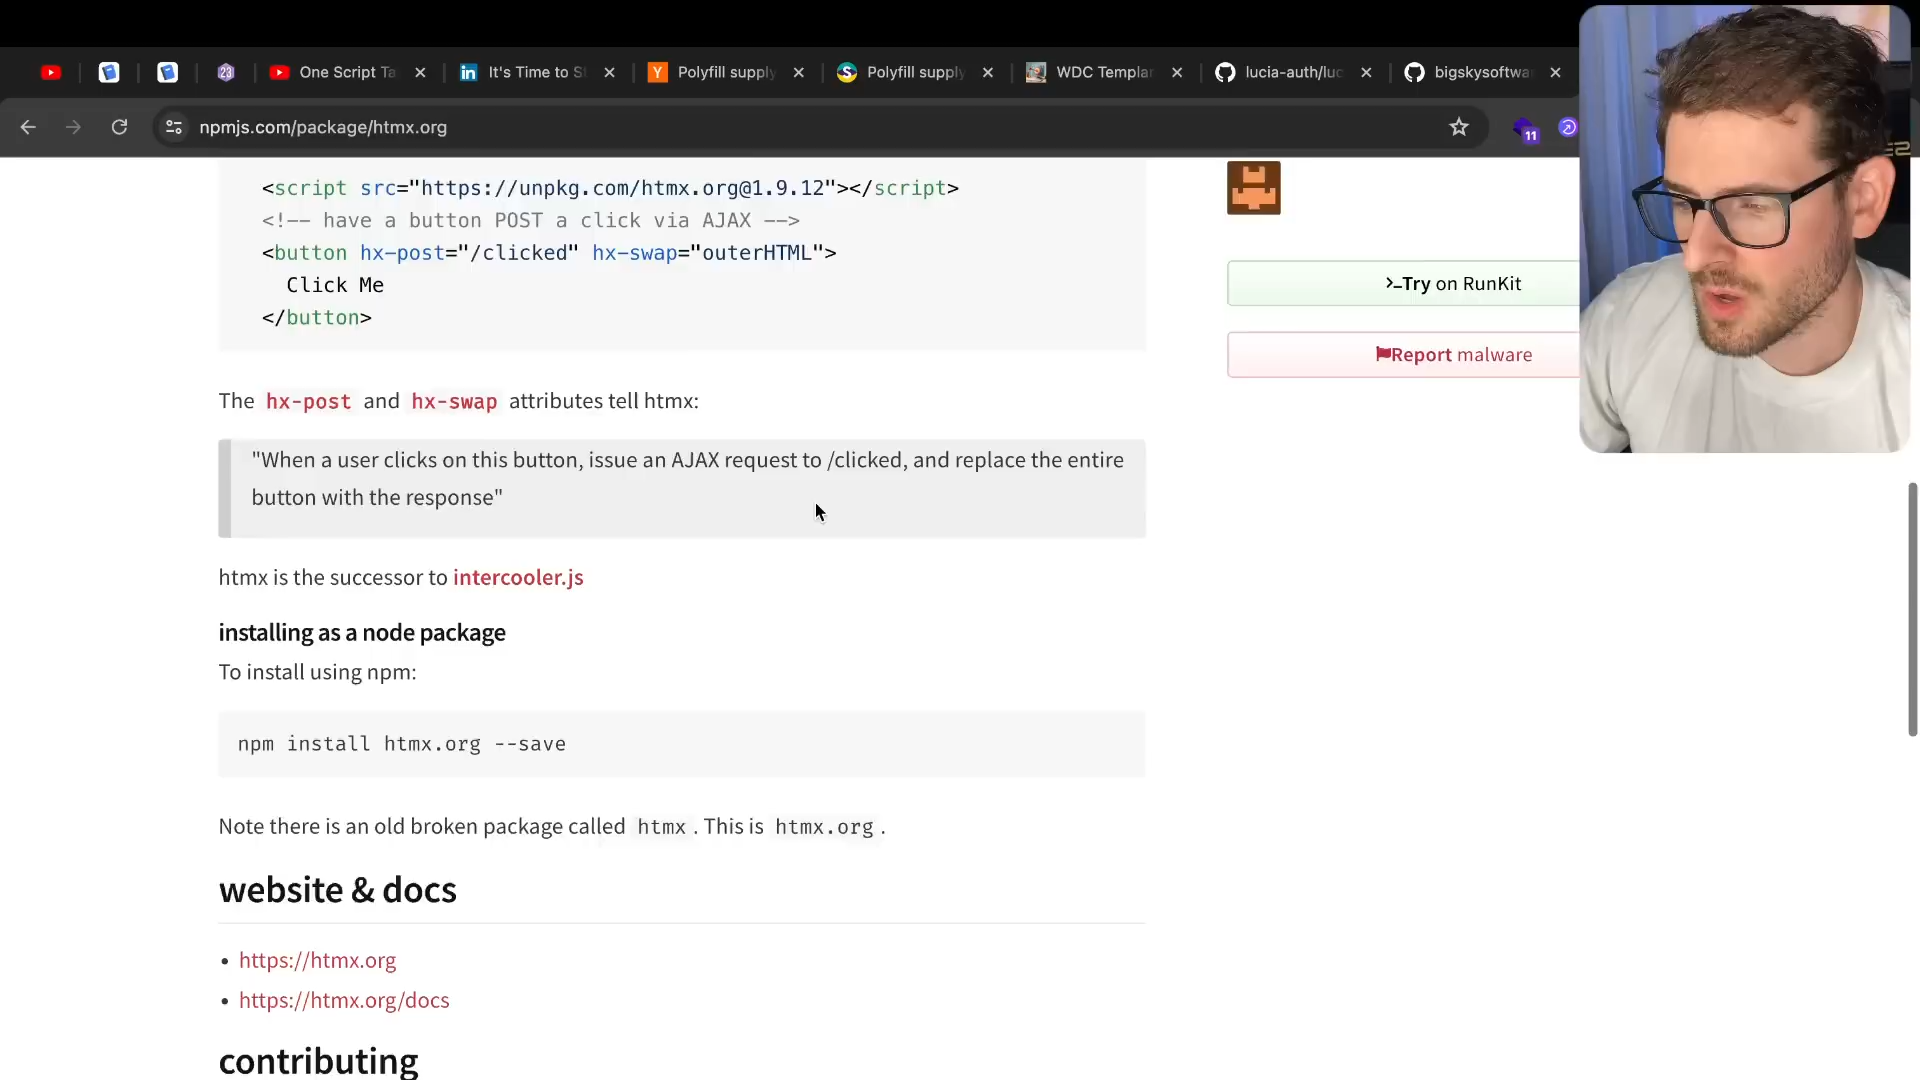 23
One Script Ta
It's Time to S
Polyfill supply
Polyfill supply
WDC Templa
lucia-auth/luc
bigskysoftwa
npmjs.com/package/htmx.org
11
<script src="https://unpkg.com/htmx.org@1.9.12"></script>
<!-- have a button POST a click via AJAX -->
<button hx-post="/clicked" hx-swap="outerHTML">
Click Me
</button>
>_Try on RunKit
Report malware
The hx-post and hx-swap attributes tell htmx:
"When a user clicks on this button, issue an AJAX request to /clicked, and replace the entire
button with the response"
htmx is the successor to intercooler.js
installing as a node package
To install using npm:
npm install htmx.org --save
Note there is an old broken package called htmx. This is htmx.org.
website & docs
• https://htmx.org
• https://htmx.org/docs
contributing